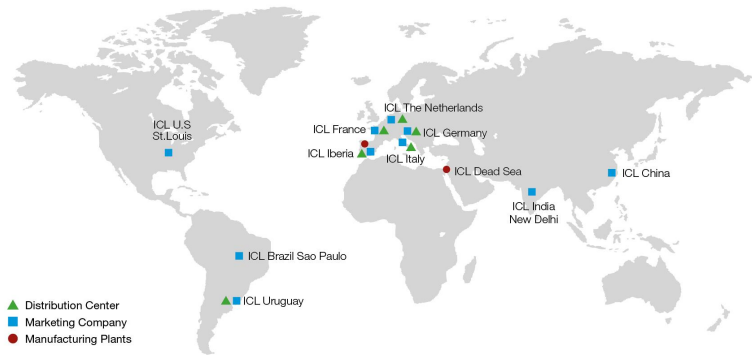 ICL U.S
St.Louis
ICL The Netherlands
ICL France
ICL Germany
ICL Iberia
ICL Italy
ICL Dead Sea
ICL China
ICL India
New Delhi
ICL Brazil Sao Paulo
ICL Uruguay
Distribution Center
Marketing Company
Manufacturing Plants